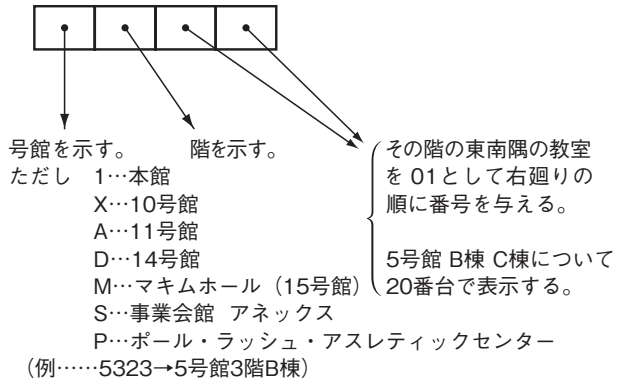 号館を示す。
ただし 1…本館
X…10号館
A…11号館
D…14号館
M…マキムホール（15号館）
S…事業会館 アネックス
P…ポール・ラッシュ・アスレティックセンター
（例……5323→5号館3階B棟）
階を示す。
その階の東南隅の教室
を 01として右廻りの
順に番号を与える。
5号館 B棟 C棟について
20番台で表示する。